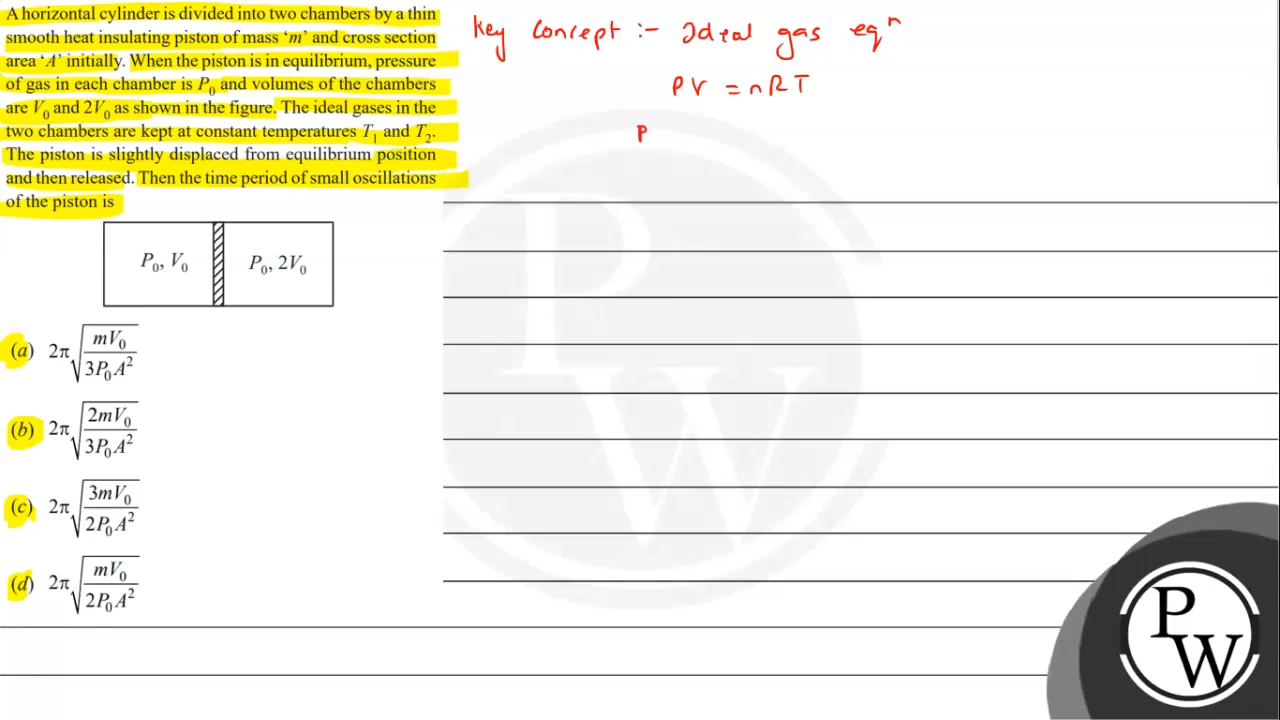 A horizontal cylinder is divided into two chambers by a thin
smooth heat insulating piston of mass ‘m’ and cross section
area ‘A’ initially. When the piston is in equilibrium, pressure
of gas in each chamber is P₀ and volumes of the chambers
are V₀ and 2V₀ as shown in the figure. The ideal gases in the
two chambers are kept at constant temperatures T₁ and T₂.
The piston is slightly displaced from equilibrium position
and then released. Then the time period of small oscillations
of the piston is
P₀, V₀ P₀, 2V₀
(a) 2π√(mV₀/3P₀A²)
(b) 2π√(2mV₀/3P₀A²)
(c) 2π√(3mV₀/2P₀A²)
(d) 2π√(mV₀/2P₀A²)
Key concept :- Ideal gas eqⁿ
PV = nRT
P
PW
PW